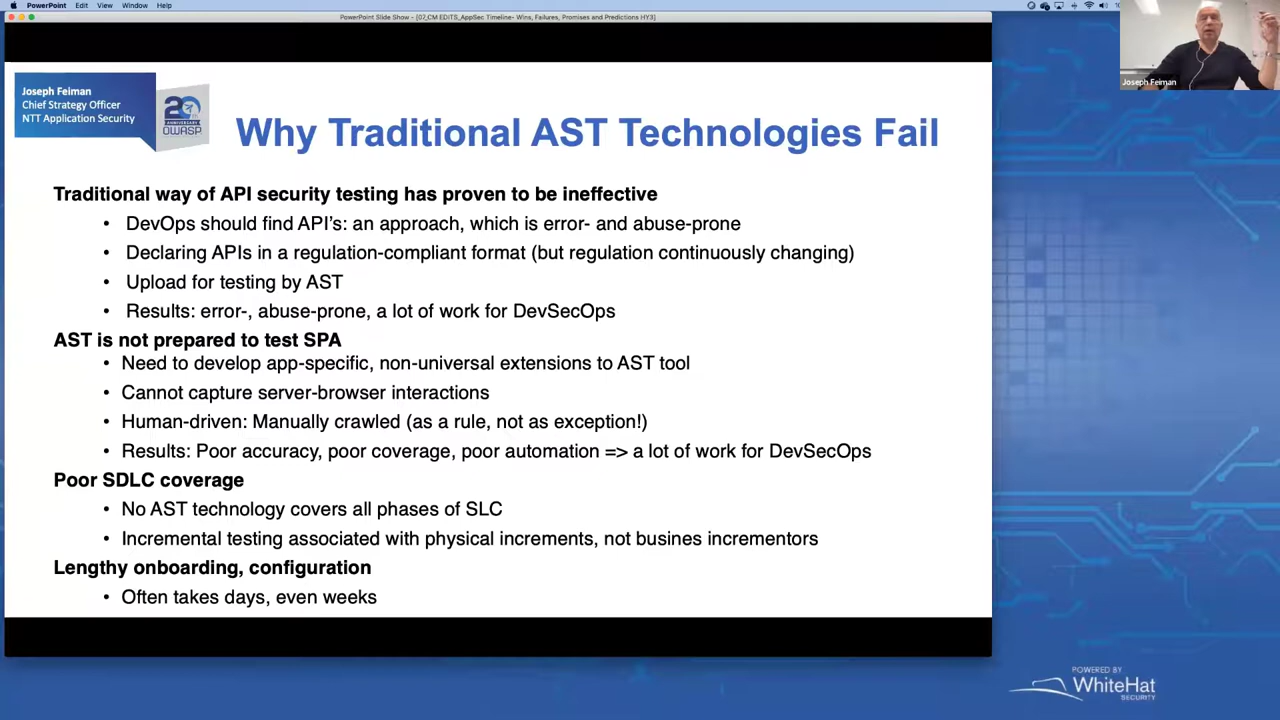 PowerPoint Edit View Window Help
PowerPoint Slide Show - [07_CM EDITS_AppSec Timeline- Wins, Failures, Promises and Predictions HY3]
Joseph Feiman
Joseph Feiman
Chief Strategy Officer
NTT Application Security
20
ANNIVERSARY
OWASP
Why Traditional AST Technologies Fail
Traditional way of API security testing has proven to be ineffective
• DevOps should find API’s: an approach, which is error- and abuse-prone
• Declaring APIs in a regulation-compliant format (but regulation continuously changing)
• Upload for testing by AST
• Results: error-, abuse-prone, a lot of work for DevSecOps
AST is not prepared to test SPA
• Need to develop app-specific, non-universal extensions to AST tool
• Cannot capture server-browser interactions
• Human-driven: Manually crawled (as a rule, not as exception!)
• Results: Poor accuracy, poor coverage, poor automation => a lot of work for DevSecOps
Poor SDLC coverage
• No AST technology covers all phases of SLC
• Incremental testing associated with physical increments, not busines incrementors
Lengthy onboarding, configuration
• Often takes days, even weeks
POWERED BY
WhiteHat
SECURITY